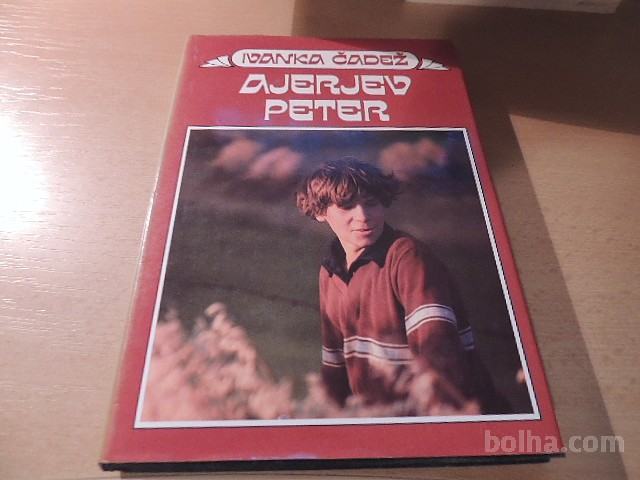 IVANKA ČADEŽ
AJERJEV
PETER
bolha.com